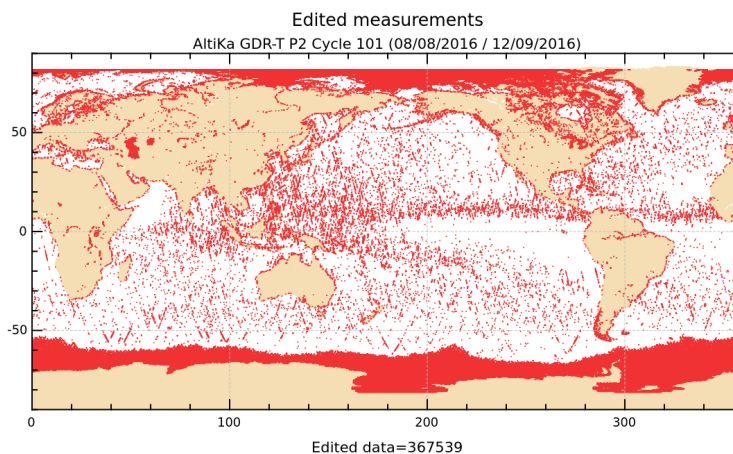 Edited measurements
AltiKa GDR-T P2 Cycle 101 (08/08/2016 / 12/09/2016)
50
0
-50
0 100 200 300
Edited data=367539